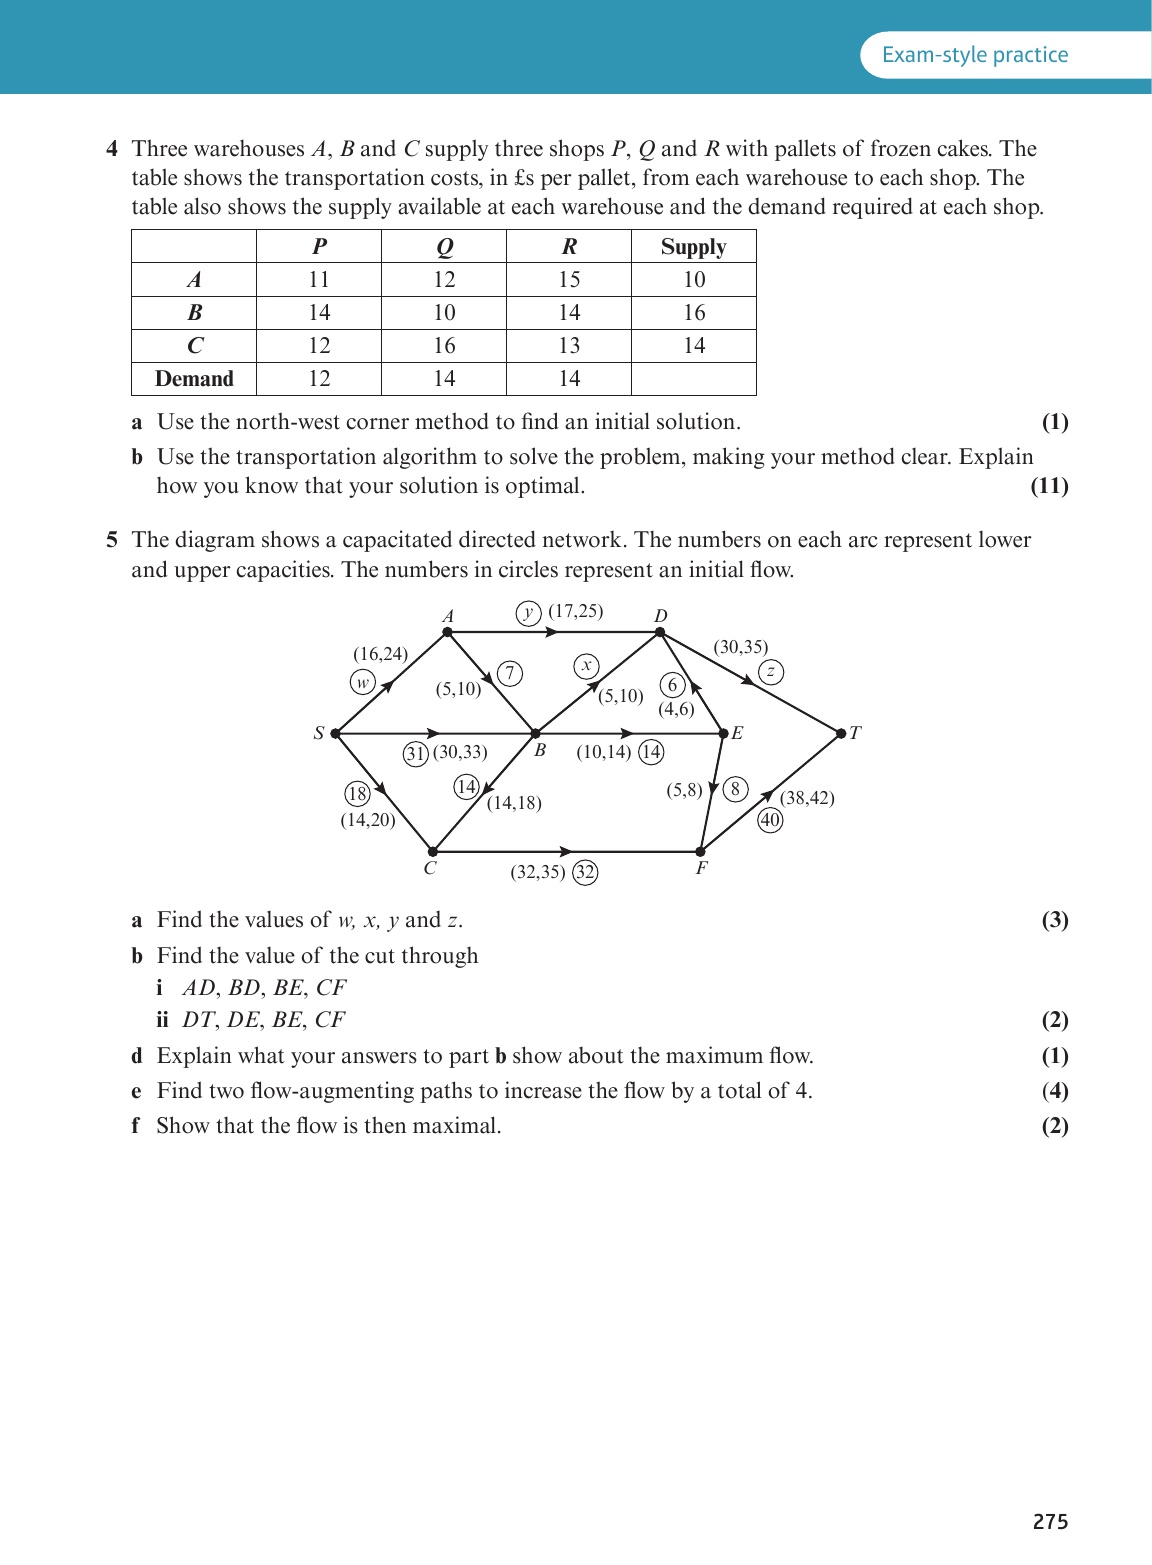 Exam-style practice
4 Three warehouses A, B and C supply three shops P, Q and R with pallets of frozen cakes. The
table shows the transportation costs, in £s per pallet, from each warehouse to each shop. The
table also shows the supply available at each warehouse and the demand required at each shop.
P Q R Supply
A 11 12 15 10
B 14 10 14 16
C 12 16 13 14
Demand 12 14 14
a Use the north-west corner method to find an initial solution. (1)
b Use the transportation algorithm to solve the problem, making your method clear. Explain
how you know that your solution is optimal. (11)
5 The diagram shows a capacitated directed network. The numbers on each arc represent lower
and upper capacities. The numbers in circles represent an initial flow.
A y (17,25) D
(16,24) w
(5,10) 7
x (5,10)
6 (4,6)
(30,35) z
S 31 (30,33) B (10,14) 14 E T
18 (14,20)
14 (14,18)
(5,8) 8
(38,42) 40
C (32,35) 32 F
a Find the values of w, x, y and z. (3)
b Find the value of the cut through
i AD, BD, BE, CF
ii DT, DE, BE, CF (2)
d Explain what your answers to part b show about the maximum flow. (1)
e Find two flow-augmenting paths to increase the flow by a total of 4. (4)
f Show that the flow is then maximal. (2)
275